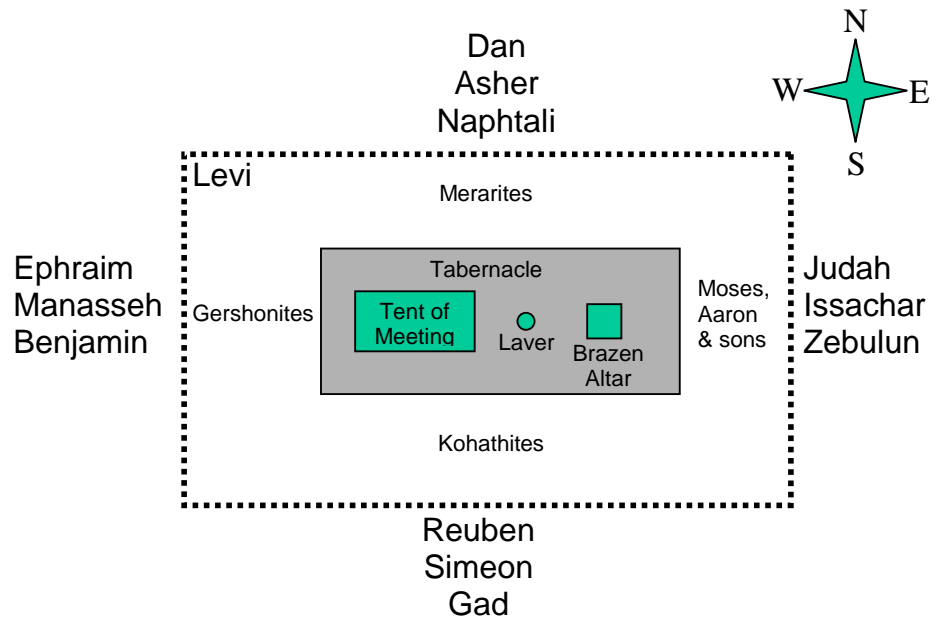 Dan
Asher
Naphtali
N
W
E
S
Levi
Merarites
Ephraim
Manasseh
Benjamin
Gershonites
Tabernacle
Tent of
Meeting
Laver
Brazen
Altar
Moses,
Aaron
& sons
Judah
Issachar
Zebulun
Kohathites
Reuben
Simeon
Gad